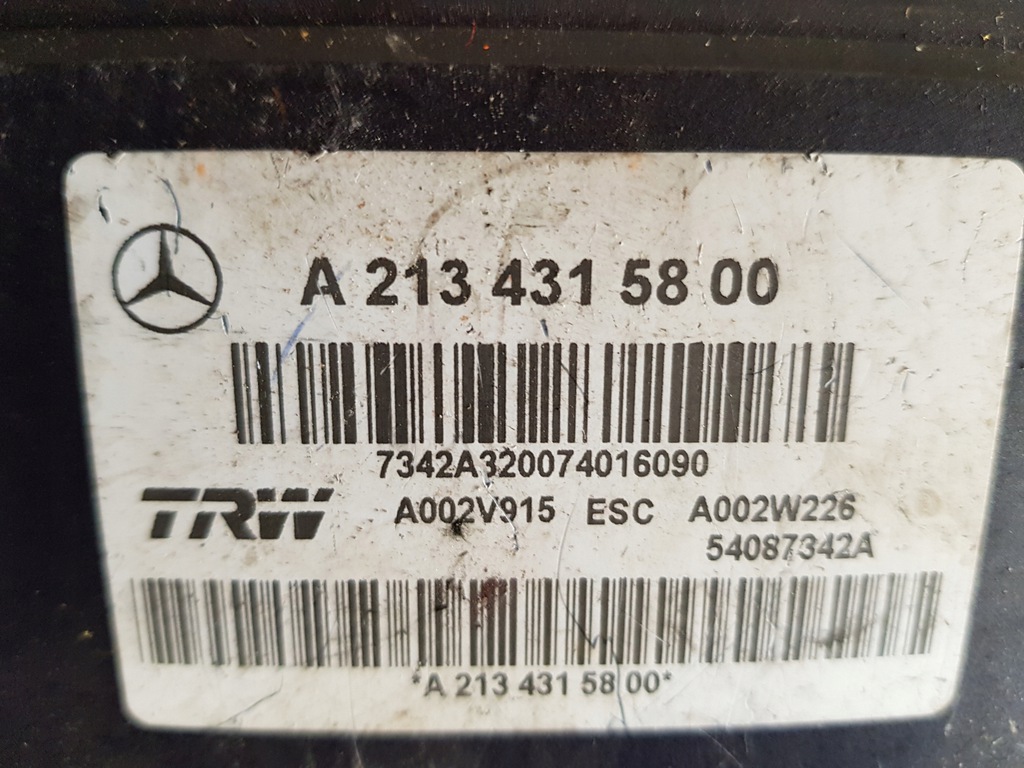 A 213 431 58 00
7342A320074016090
TRW A002V915 ESC A002W226
54087342A
*A 213 431 58 00*